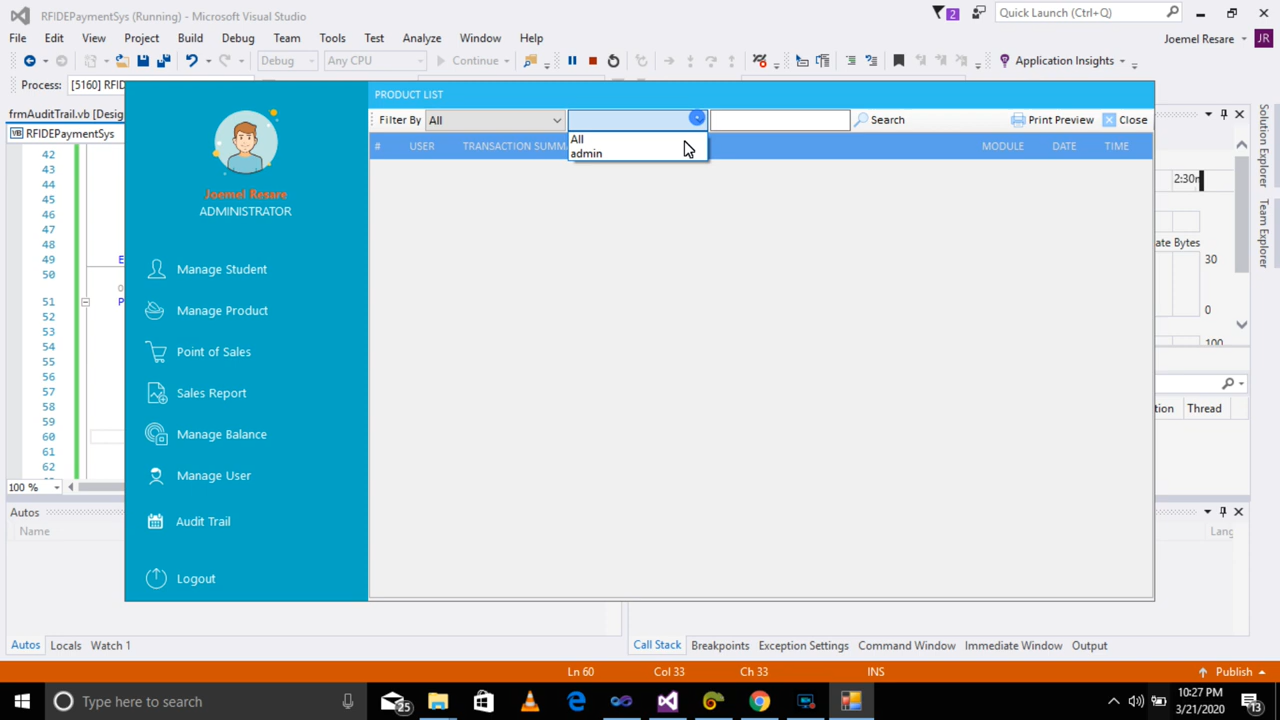 RFIDEPaymentSys (Running) - Microsoft Visual Studio
2
Quick Launch (Ctrl+Q)
File Edit View Project Build Debug Team Tools Test Analyze Window Help
Joemel Resare JR
Debug Any CPU Continue Application Insights
Process: [5160] RFID
frmAuditTrail.vb [Desig
RFIDEPaymentSys
PRODUCT LIST
Filter By All Search Print Preview Close
# USER TRANSACTION SUMM MODULE DATE TIME
All
admin
Joemel Resare
ADMINISTRATOR
Manage Student
Manage Product
Point of Sales
Sales Report
Manage Balance
Manage User
Audit Trail
Logout
42
43
44
45
46
47
48
49 E
50
51 P
52
53
54
55
56
57
58
59
60
61
62
100 %
2:30m
ate Bytes
30
0
100
tion Thread
Solution Explorer
Team Explorer
Autos
Name
Lang
Autos Locals Watch 1
Call Stack Breakpoints Exception Settings Command Window Immediate Window Output
Ln 60 Col 33 Ch 33 INS Publish
Type here to search
25
10:27 PM
3/21/2020
13